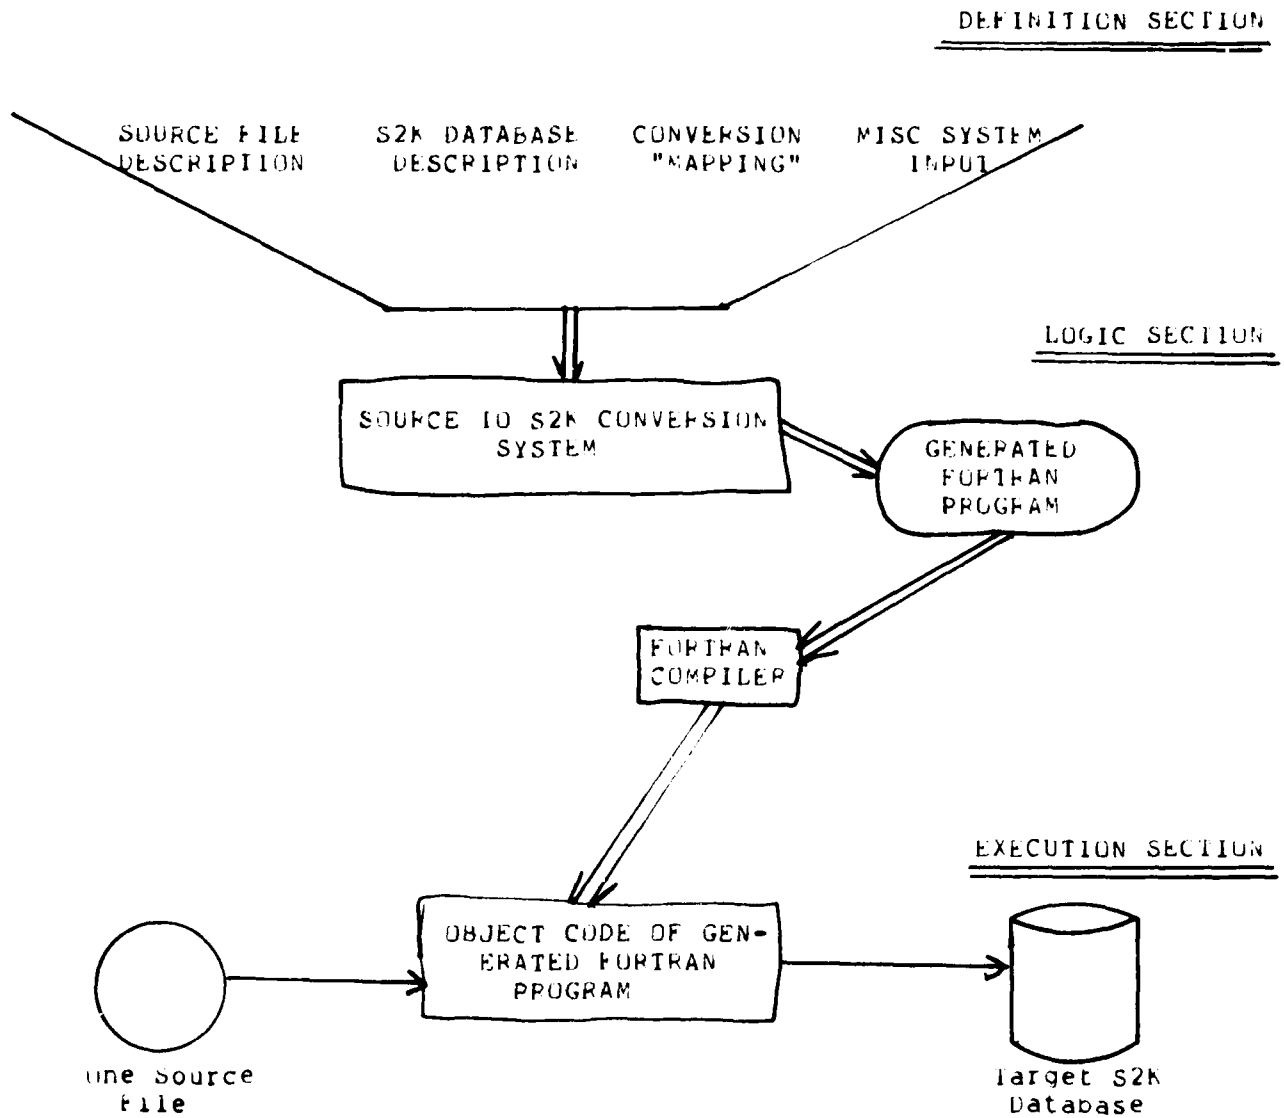 DEFINITION SECTION
SOURCE FILE DESCRIPTION
S2K DATABASE DESCRIPTION
CONVERSION "MAPPING"
MISC SYSTEM INPUT
LOGIC SECTION
SOURCE TO S2K CONVERSION
SYSTEM
GENERATED
FORTRAN
PROGRAM
FORTRAN
COMPILER
EXECUTION SECTION
OBJECT CODE OF GEN-
ERATED FORTRAN
PROGRAM
One Source
File
Target S2K
Database